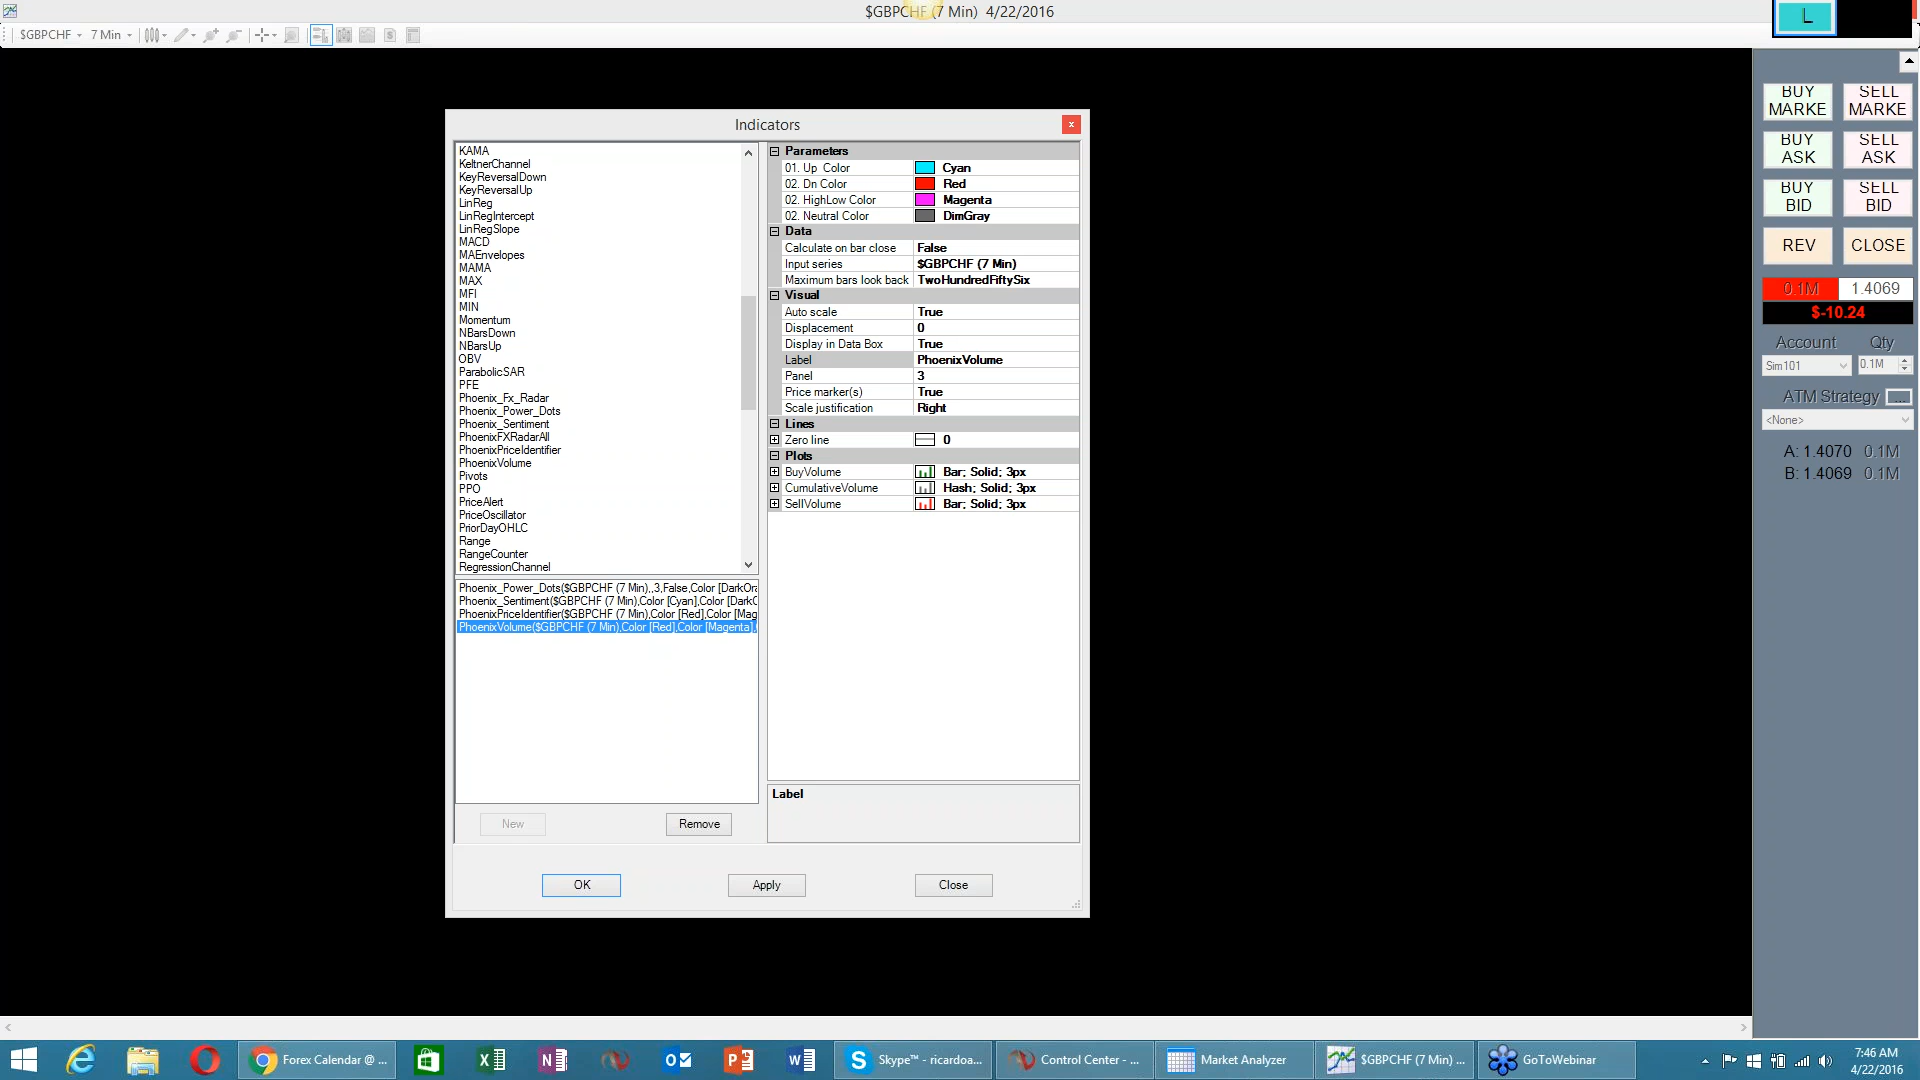 $GBPCHF (7 Min)  4/22/2016
L
$GBPCHF
7 Min
BUY MARKE
SELL MARKE
BUY ASK
SELL ASK
BUY BID
SELL BID
REV
CLOSE
0.1M
1.4069
$-10.24
Account
Qty
Sim101
0.1M
ATM Strategy
...
<None>
A: 1.4070 0.1M
B: 1.4069 0.1M
Indicators
x
KAMA
KeltnerChannel
KeyReversalDown
KeyReversalUp
LinReg
LinRegIntercept
LinRegSlope
MACD
MAEnvelopes
MAMA
MAX
MFI
MIN
Momentum
NBarsDown
NBarsUp
OBV
ParabolicSAR
PFE
Phoenix_Fx_Radar
Phoenix_Power_Dots
Phoenix_Sentiment
PhoenixFXRadarAll
PhoenixPriceIdentifier
PhoenixVolume
Pivots
PPO
PriceAlert
PriceOscillator
PriorDayOHLC
Range
RangeCounter
RegressionChannel
Phoenix_Power_Dots($GBPCHF (7 Min),,3,False,Color [DarkOra
Phoenix_Sentiment($GBPCHF (7 Min),Color [Cyan],Color [DarkC
PhoenixPriceIdentifier($GBPCHF (7 Min),Color [Red],Color [Mag
PhoenixVolume($GBPCHF (7 Min),Color [Red],Color [Magenta],
New
Remove
Parameters
01. Up Color Cyan
02. Dn Color Red
02. HighLow Color Magenta
02. Neutral Color DimGray
Data
Calculate on bar close False
Input series $GBPCHF (7 Min)
Maximum bars look back TwoHundredFiftySix
Visual
Auto scale True
Displacement 0
Display in Data Box True
Label PhoenixVolume
Panel 3
Price marker(s) True
Scale justification Right
Lines
Zero line 0
Plots
BuyVolume Bar; Solid; 3px
CumulativeVolume Hash; Solid; 3px
SellVolume Bar; Solid; 3px
Label
OK
Apply
Close
Forex Calendar @ ...
Skype™ - ricardoa...
Control Center - ...
Market Analyzer
$GBPCHF (7 Min) ...
GoToWebinar
7:46 AM
4/22/2016